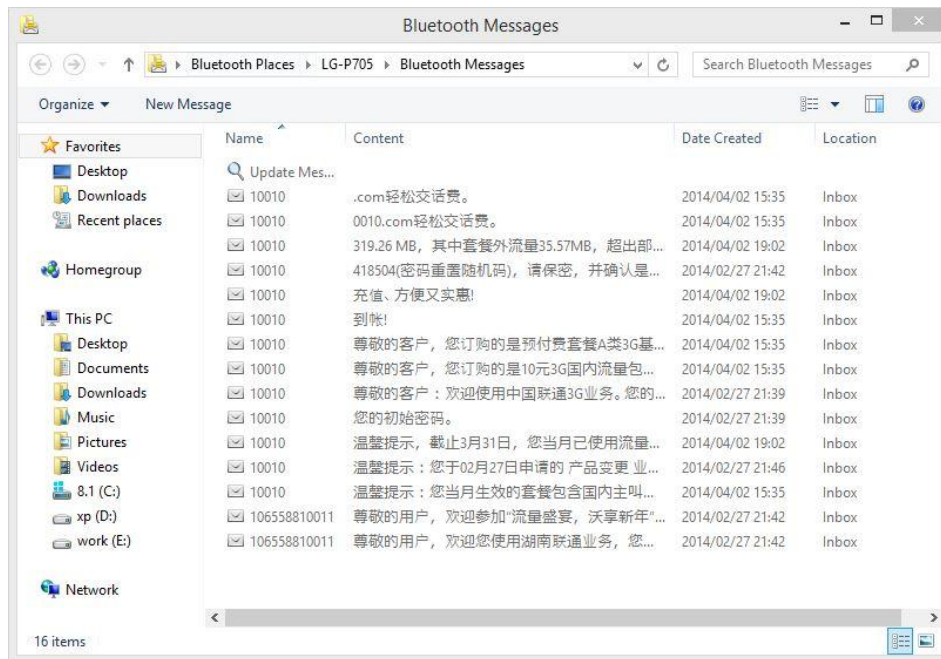 Bluetooth Messages
Bluetooth Places LG-P705 Bluetooth Messages Search Bluetooth Messages
Organize New Message
Favorites
Desktop
Downloads
Recent places
Homegroup
This PC
Desktop
Documents
Downloads
Music
Pictures
Videos
8.1 (C:)
xp (D:)
work (E:)
Network
Name Content Date Created Location
Update Mes...
10010 .com轻松交话费。 2014/04/02 15:35 Inbox
10010 0010.com轻松交话费。 2014/04/02 15:35 Inbox
10010 319.26 MB，其中套餐外流量35.57MB，超出部... 2014/04/02 19:02 Inbox
10010 418504(密码重置随机码)，请保密，并确认是... 2014/02/27 21:42 Inbox
10010 充值、方便又实惠! 2014/04/02 19:02 Inbox
10010 到帐! 2014/04/02 15:35 Inbox
10010 尊敬的客户，您订购的是预付费套餐A类3G基... 2014/04/02 15:35 Inbox
10010 尊敬的客户，您订购的是10元3G国内流量包... 2014/04/02 15:35 Inbox
10010 尊敬的客户：欢迎使用中国联通3G业务。您的... 2014/02/27 21:39 Inbox
10010 您的初始密码。 2014/02/27 21:39 Inbox
10010 温馨提示，截止3月31日，您当月已使用流量... 2014/04/02 19:02 Inbox
10010 温馨提示：您于02月27日申请的 产品变更 业... 2014/02/27 21:46 Inbox
10010 温馨提示：您当月生效的套餐包含国内主叫... 2014/04/02 15:35 Inbox
106558810011 尊敬的用户，欢迎参加“流量盛宴，沃享新年”... 2014/02/27 21:42 Inbox
106558810011 尊敬的用户，欢迎您使用湖南联通业务，您... 2014/02/27 21:42 Inbox
16 items